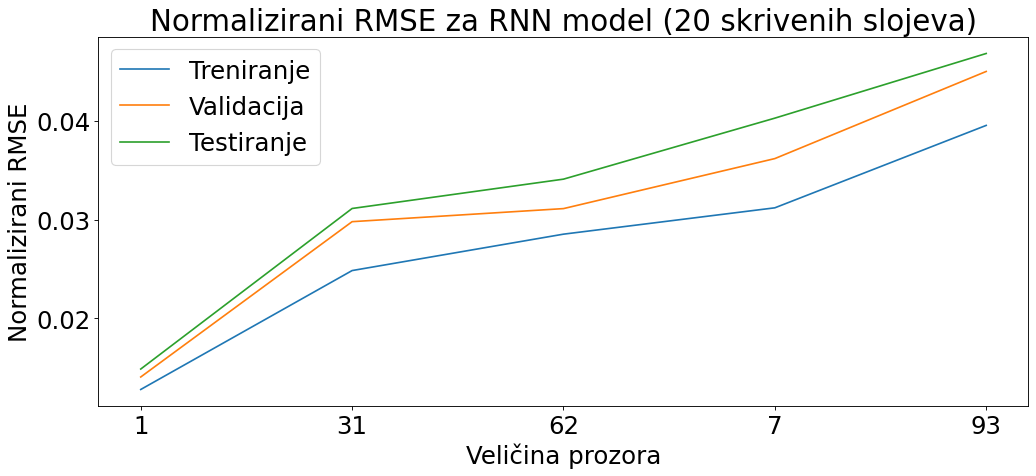 Normalizirani RMSE za RNN model (20 skrivenih slojeva)
Treniranje
Validacija
Testiranje
Normalizirani RMSE
0.04
0.03
0.02
1 31 62 7 93
Veličina prozora